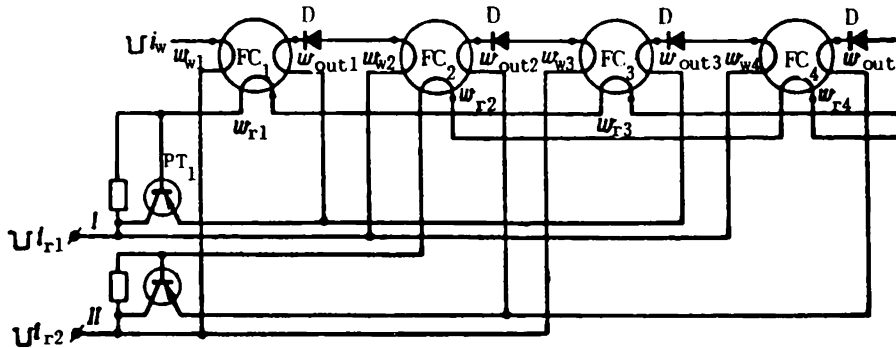 D D D D
i_w w_w1 FC_1 w_out1 w_w2 FC_2 w_out2 w_w3 FC_3 w_out3 w_w4 FC_4 w_out
w_r1 w_r2 w_r3 w_r4
PT_1
I
i_r1
II
i_r2